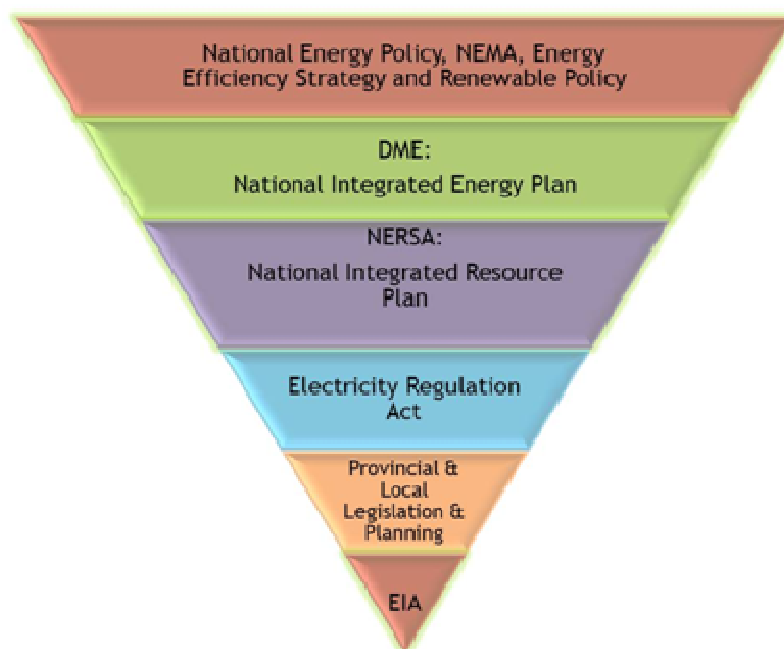 National Energy Policy, NEMA, Energy
Efficiency Strategy and Renewable Policy
DME:
National Integrated Energy Plan
NERSA:
National Integrated Resource
Plan
Electricity Regulation
Act
Provincial &
Local
Legislation &
Planning
EIA